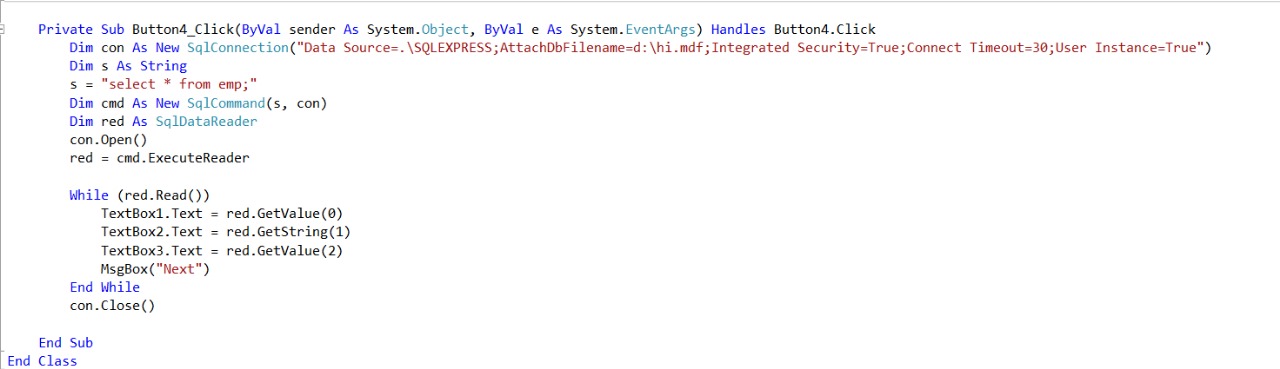 Private Sub Button4_Click(ByVal sender As System.Object, ByVal e As System.EventArgs) Handles Button4.Click
Dim con As New SqlConnection("Data Source=.\SQLEXPRESS;AttachDbFilename=d:\hi.mdf;Integrated Security=True;Connect Timeout=30;User Instance=True")
Dim s As String
s = "select * from emp;"
Dim cmd As New SqlCommand(s, con)
Dim red As SqlDataReader
con.Open()
red = cmd.ExecuteReader
While (red.Read())
TextBox1.Text = red.GetValue(0)
TextBox2.Text = red.GetString(1)
TextBox3.Text = red.GetValue(2)
MsgBox("Next")
End While
con.Close()
End Sub
End Class